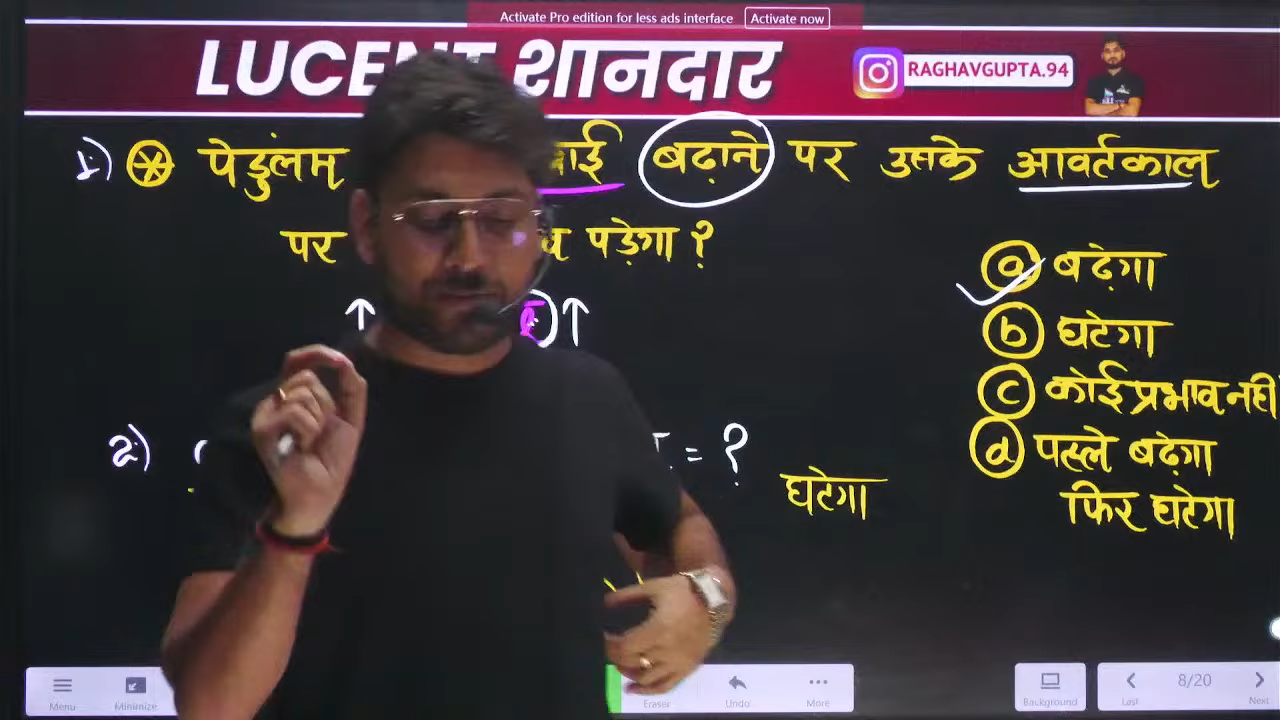 Activate Pro edition for less ads interface Activate now
शानदार
RAGHAVGUPTA.94
1) पेडुलंम बढ़ाने पर उसके आवर्तकाल
पर पड़ेगा ?
↑ ↑
2) = ?
घटेगा
a बढ़ेगा
b घटेगा
c कोई प्रभाव नही
d पहले बढ़ेगा
फिर घटेगा
Menu Minimize Eraser Undo More Background Last 8/20 Next